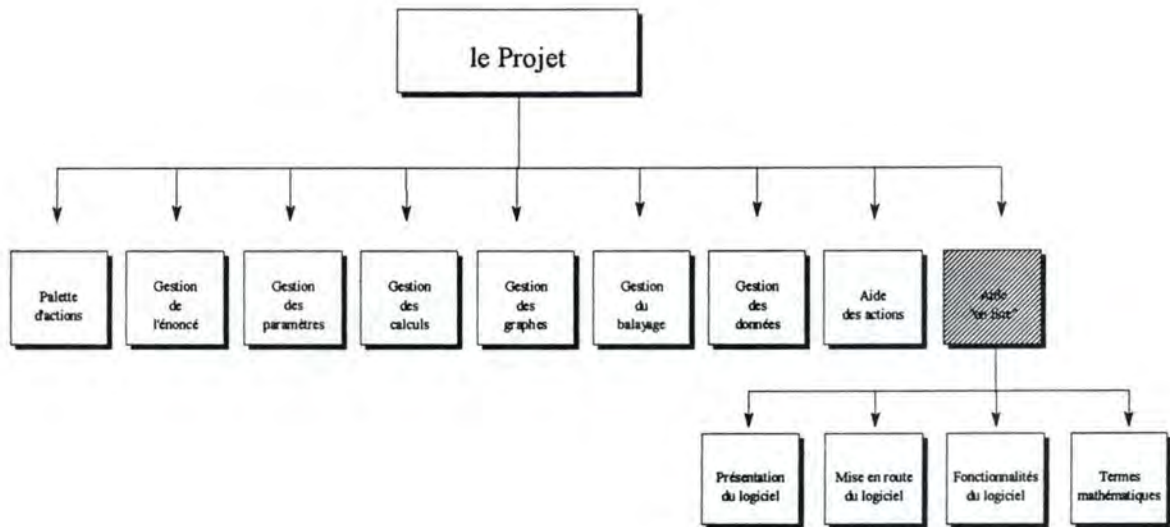 le Projet
Palette
d'actions
Gestion
de
l'énoncé
Gestion
des
paramètres
Gestion
des
calculs
Gestion
des
graphes
Gestion
du
balayage
Gestion
des
données
Aide
des actions
Aide
"en liste"
Présentation
du logiciel
Mise en route
du logiciel
Fonctionnalités
du logiciel
Termes
mathématiques